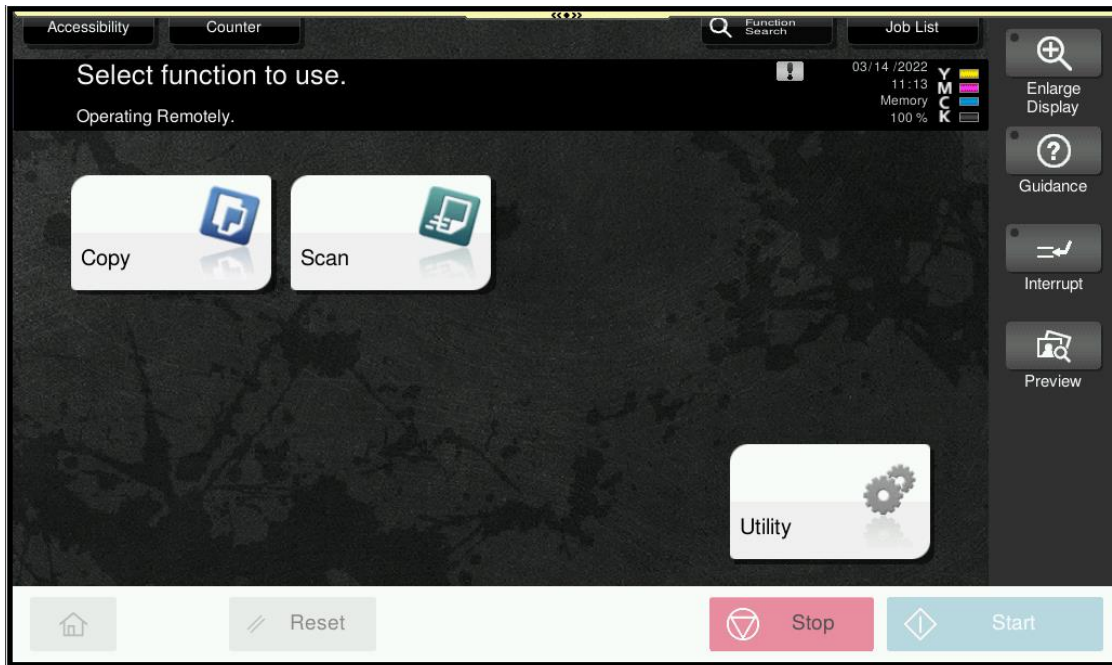 Accessibility
Counter
Function
Search
Job List
Select function to use.
Operating Remotely.
03/14 /2022
11:13
Memory
100 %
Y
M
C
K
Enlarge
Display
Guidance
Interrupt
Preview
Copy
Scan
Utility
Reset
Stop
Start